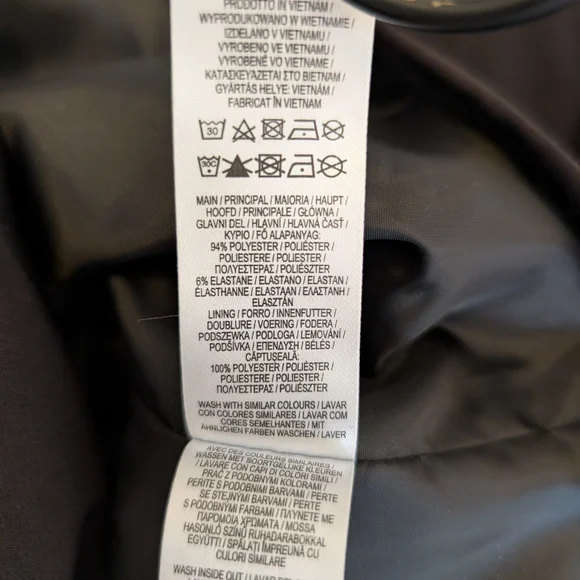 PRODOTTO IN VIETNAM /
WYPRODUKOWANO W WIETNAMIE /
IZDELANO V VIETNAMU /
VYROBENO VE VIETNAMU /
VYROBENÉ VO VIETNAME /
ΚΑΤΑΣΚΕΥΑΖΕΤΑΙ ΣΤΟ ΒΙΕΤΝΑΜ /
GYÁRTÁS HELYE: VIETNÁM /
FABRICAT ÎN VIETNAM
30
30C
MAIN / PRINCIPAL / MAIORIA / HAUPT /
HOOFD / PRINCIPALE / GŁÓWNA /
GLAVNI DEL / HLAVNÍ / HLAVNÁ ČASŤ /
ΚΥΡΙΟ / FŐ ALAPANYAG:
94% POLYESTER / POLIÉSTER /
POLIESTERE / POLIESTER /
ΠΟΛΥΕΣΤΕΡΑΣ / POLIÉSZTER
6% ELASTANE / ELASTANO / ELASTAN /
ÉLASTHANNE / ELASTAAN / ΕΛΑΣΤΑΝΗ /
ELASZTÁN
LINING / FORRO / INNENFUTTER /
DOUBLURE / VOERING / FODERA /
PODSZEWKA / PODLOGA / LEMOVÁNÍ /
PODŠÍVKA / ΕΠΕΝΔΥΣΗ / BÉLÉS /
CĂPTUȘEALĂ:
100% POLYESTER / POLIÉSTER /
POLIESTERE / POLIESTER /
ΠΟΛΥΕΣΤΕΡΑΣ / POLIÉSZTER
WASH WITH SIMILAR COLOURS / LAVAR
CON COLORES SIMILARES / LAVAR COM
CORES SEMELHANTES / MIT
ÄHNLICHEN FARBEN WASCHEN / LAVER
AVEC DES COULEURS SIMILAIRES /
WASSEN MET SOORTGELIJKE KLEUREN
/ LAVARE CON CAPI DI COLORI SIMILI /
PRAĆ Z PODOBNYMI KOLORAMI /
PERITE S PODOBNIMI BARVAMI / PERTE
SE STEJNÝMI BARVAMI / PERTE
S PODOBNÝMI FARBAMI / ΠΛΥΝΕΤΕ ΜΕ
ΠΑΡΟΜΟΙΑ ΧΡΩΜΑΤΑ / MOSSA
HASONLÓ SZÍNŰ RUHADARABOKKAL
EGYÜTT! / SPĂLAȚI ÎMPREUNĂ CU
CULORI SIMILARE
WASH INSIDE OUT / LAVAR DEL